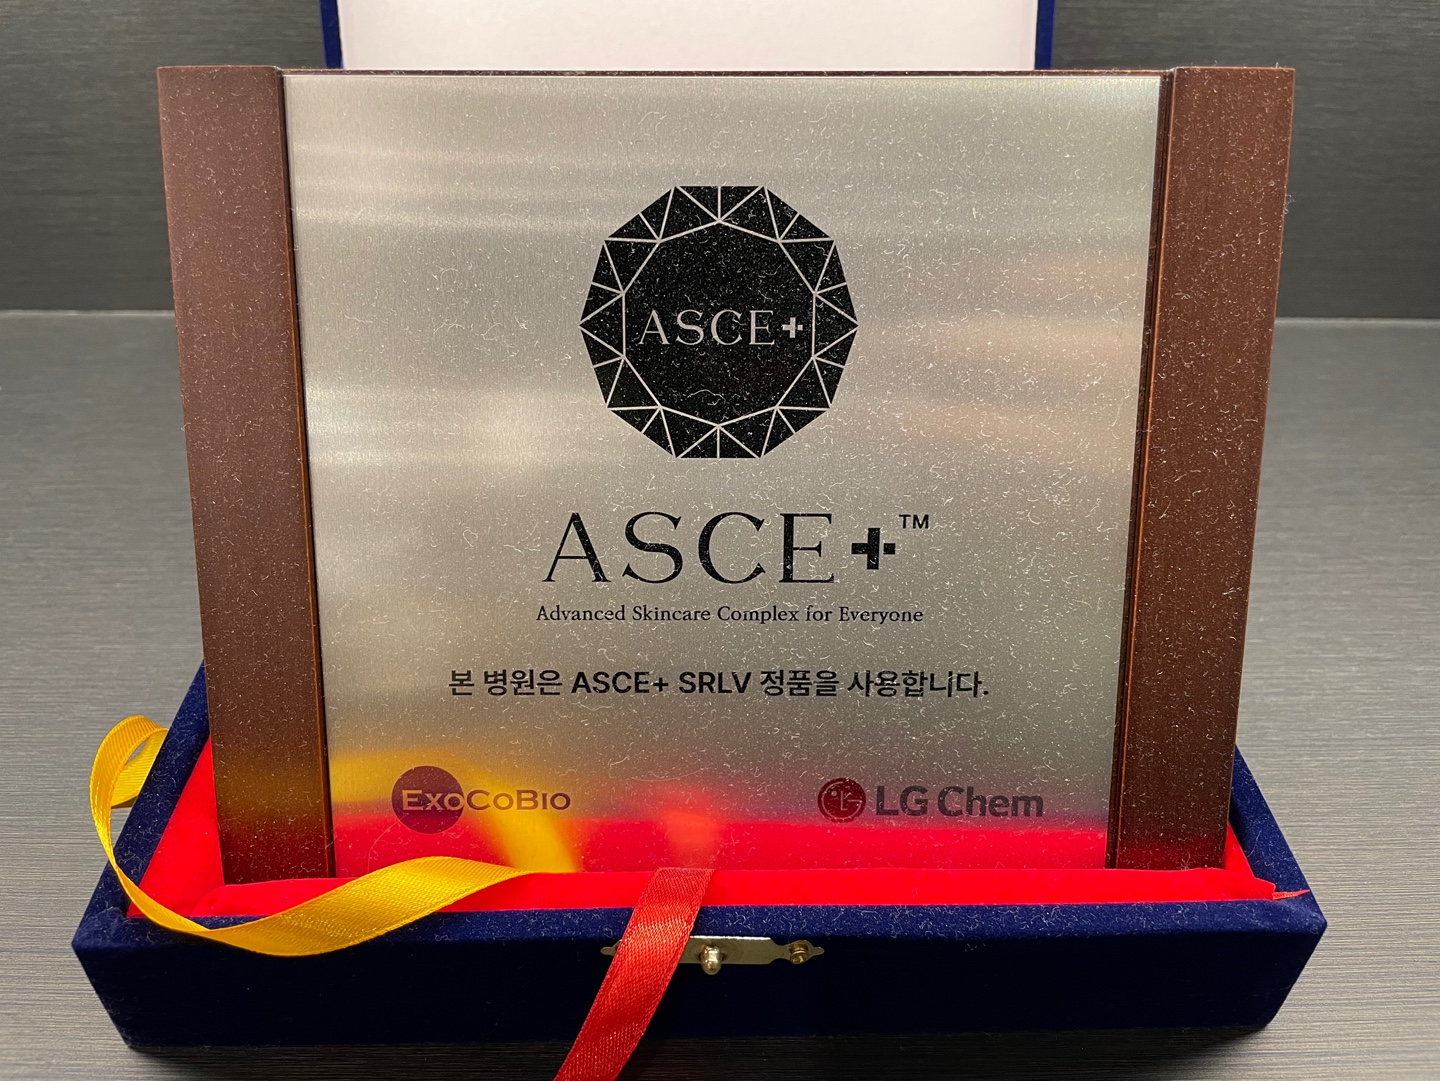 ASCE+
ASCE+™
Advanced Skincare Complex for Everyone
본 병원은 ASCE+ SRLV 정품을 사용합니다.
ExoCoBio
LG Chem